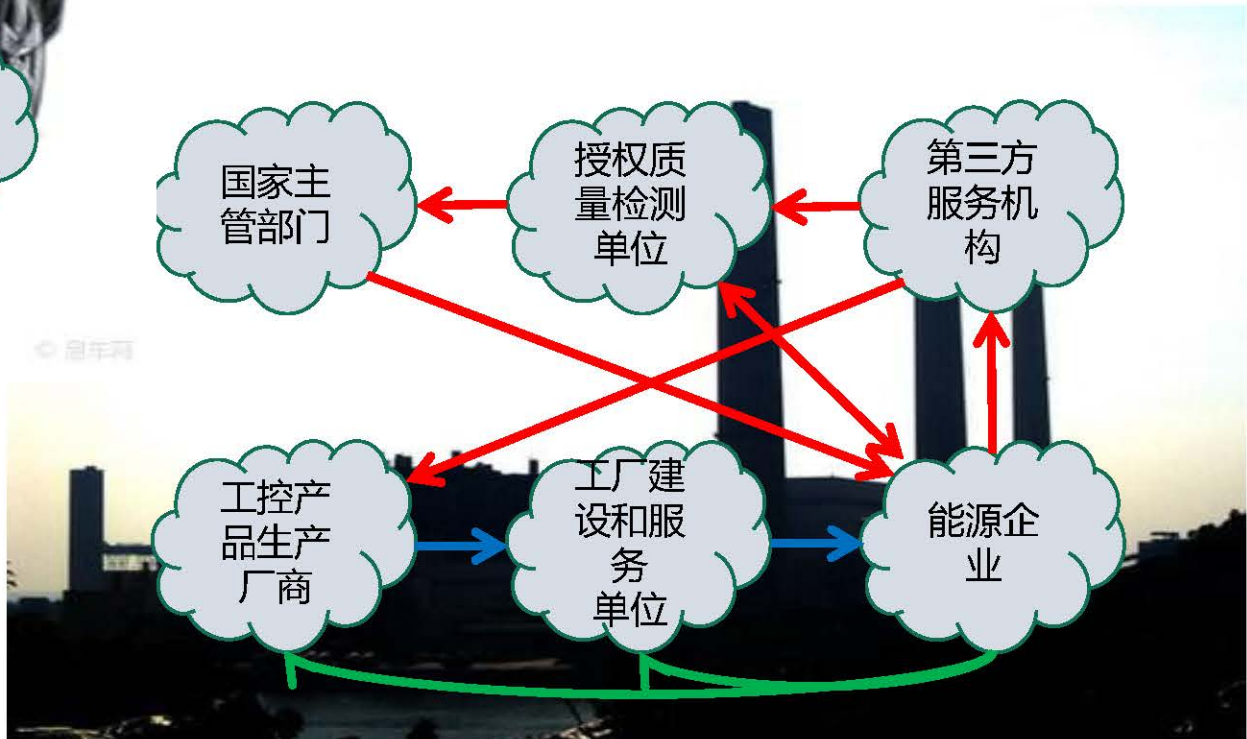 国家主
管部门
授权质
量检测
单位
第三方
服务机
构
工控产
品生产
厂商
工厂建
设和服
务
单位
能源企
业